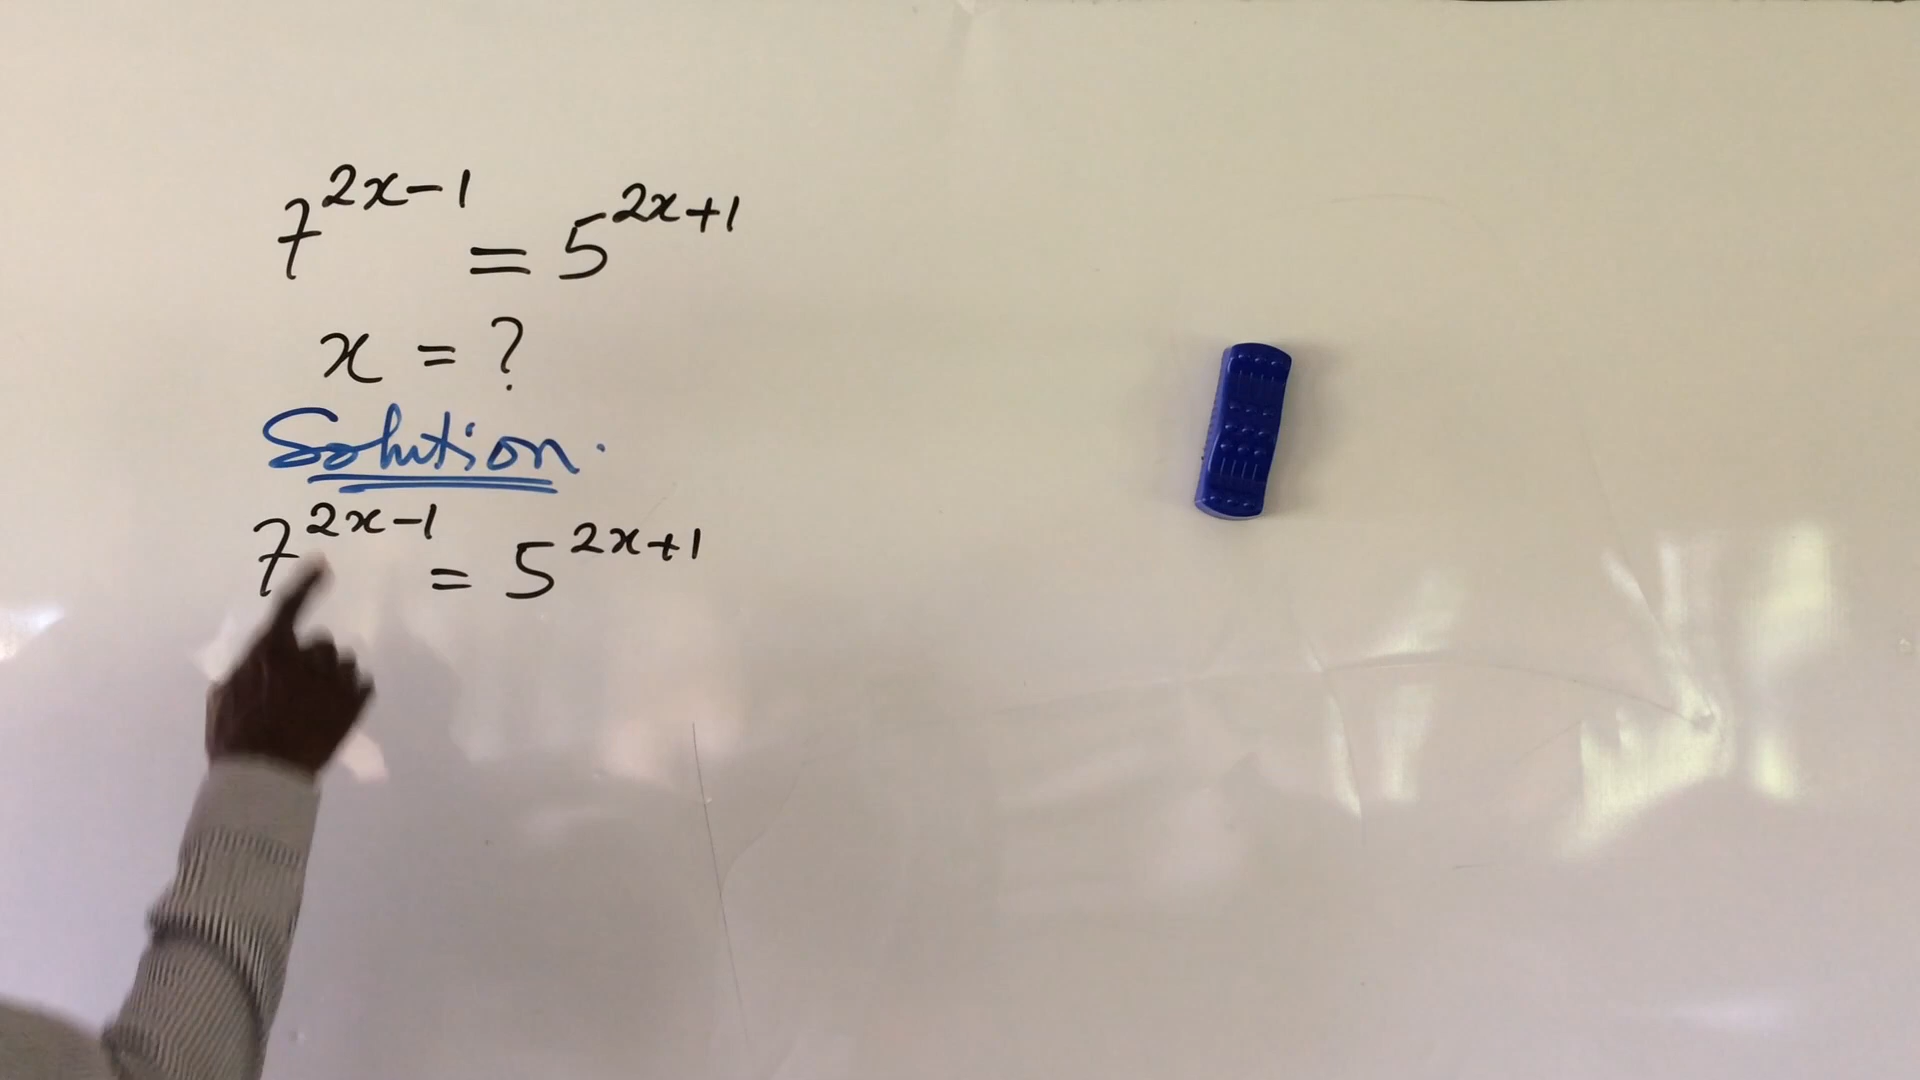 7^{2x-1} = 5^{2x+1}
x = ?
Solution.
7^{2x-1} = 5^{2x+1}